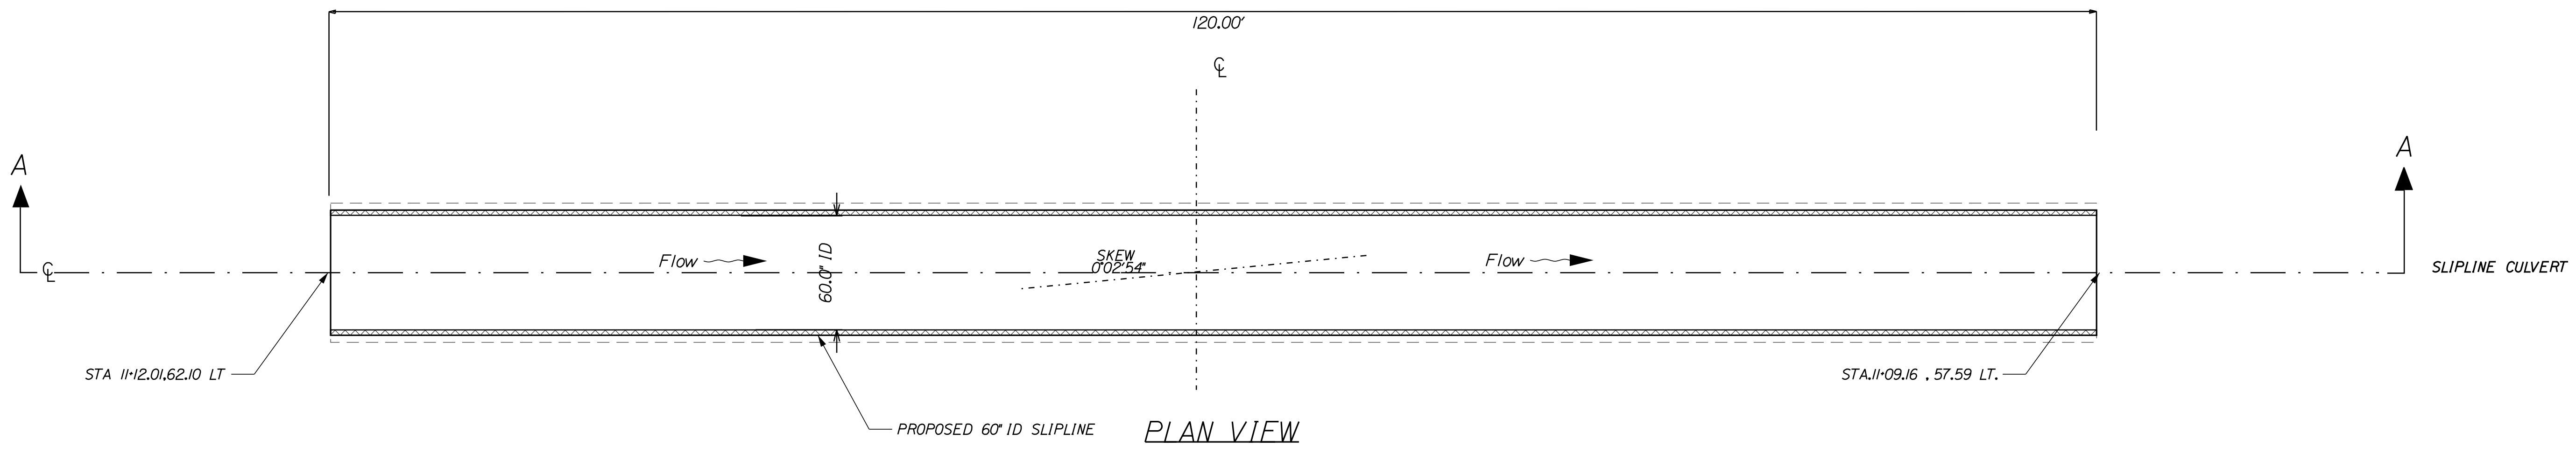 120.00'
℄
A
A
Flow
60.0" ID
SKEW
0°02'54"
Flow
℄
SLIPLINE CULVERT
STA 11+12.01,62.10 LT
STA.11+09.16 , 57.59 LT.
PROPOSED 60" ID SLIPLINE
PLAN VIEW